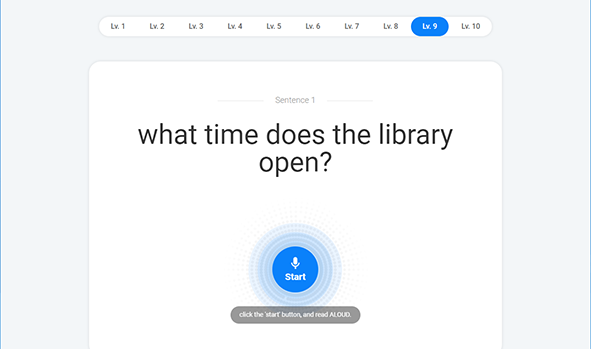 Lv. 1 Lv. 2 Lv. 3 Lv. 4 Lv. 5 Lv. 6 Lv. 7 Lv. 8 Lv. 9 Lv. 10
Sentence 1
what time does the library
open?
Start
click the 'start' button, and read ALOUD.